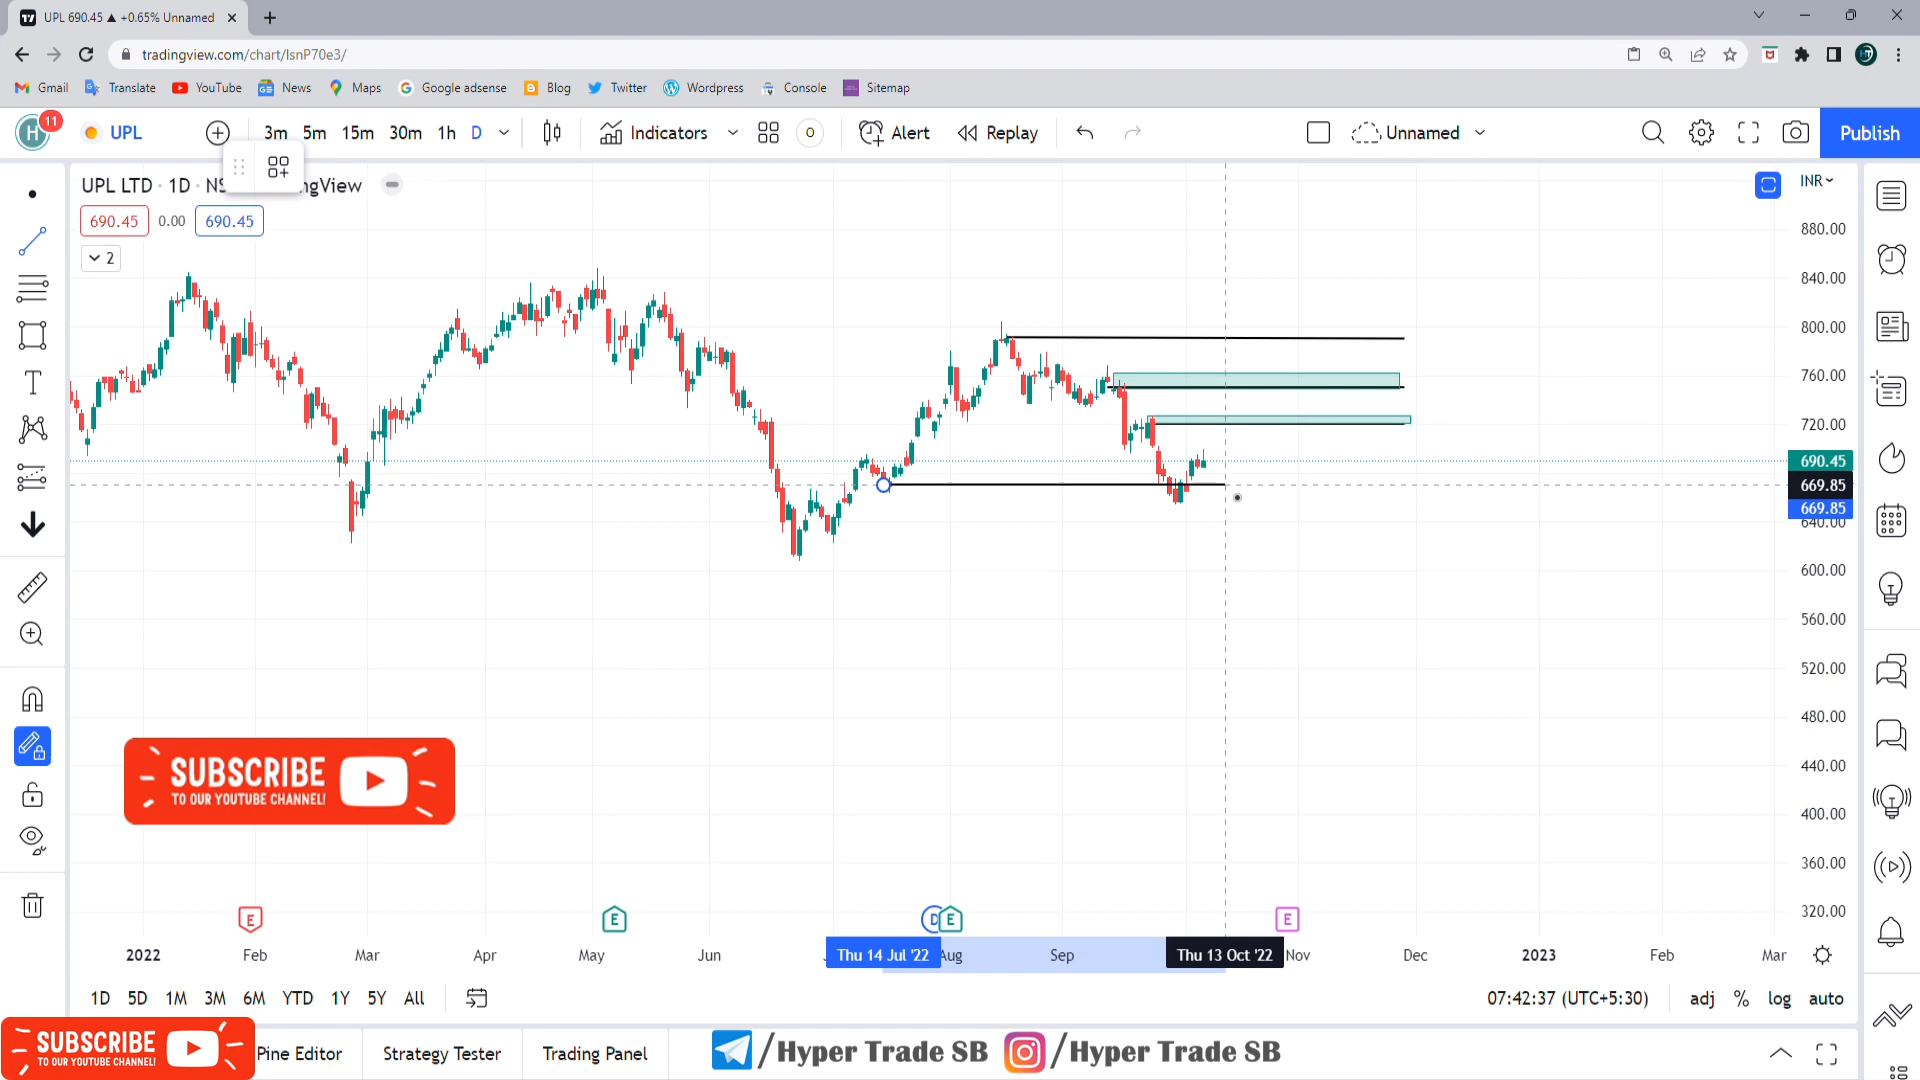 UPL 690.45 ▲ +0.65% Unnamed
tradingview.com/chart/lsnP70e3/
Gmail Translate YouTube News Maps Google adsense Blog Twitter Wordpress Console Sitemap
H 11 UPL 3m 5m 15m 30m 1h D Indicators O Alert Replay Unnamed Publish
UPL LTD · 1D · NS ngView INR
690.45 0.00 690.45
2
880.00
840.00
800.00
760.00
720.00
690.45
669.85
669.85
640.00
600.00
560.00
520.00
480.00
440.00
400.00
360.00
320.00
SUBSCRIBE
TO OUR YOUTUBE CHANNEL!
E E D E E
2022 Feb Mar Apr May Jun Thu 14 Jul '22 Aug Sep Thu 13 Oct '22 Nov Dec 2023 Feb Mar
1D 5D 1M 3M 6M YTD 1Y 5Y All 07:42:37 (UTC+5:30) adj % log auto
SUBSCRIBE
TO OUR YOUTUBE CHANNEL!
Pine Editor Strategy Tester Trading Panel /Hyper Trade SB /Hyper Trade SB